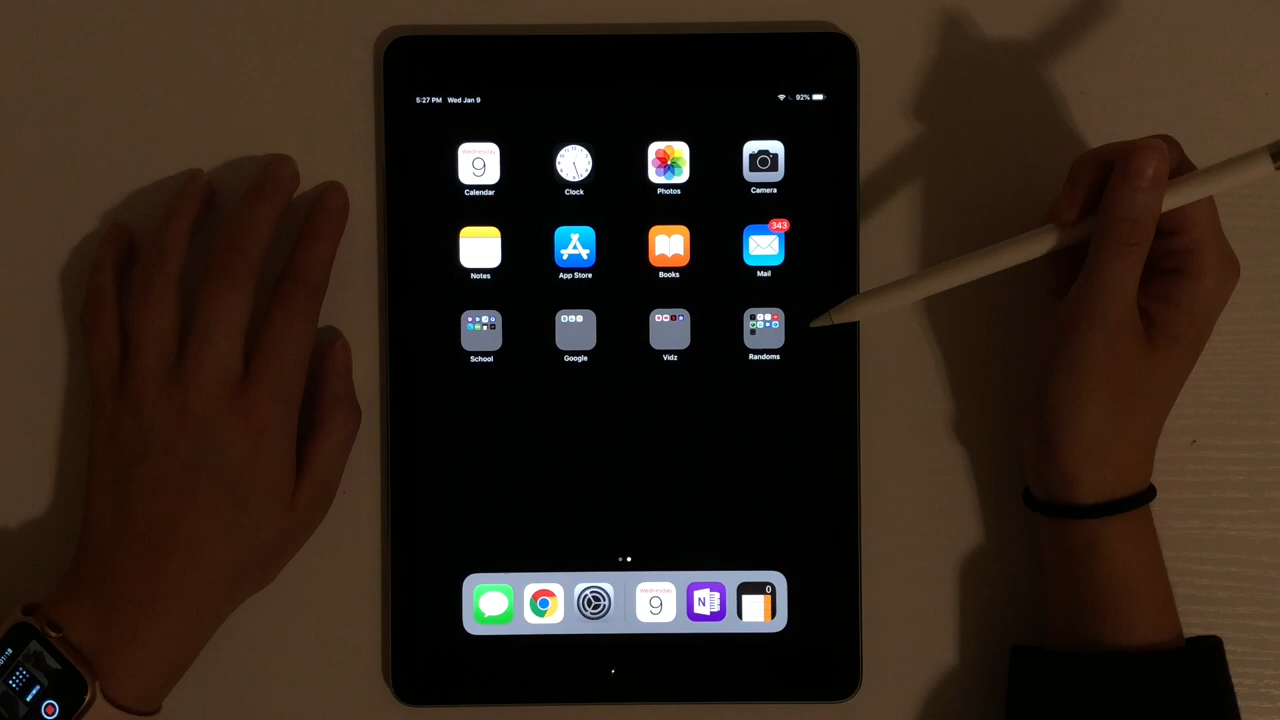 5:27 PM Wed Jan 9 92%
Wednesday
9
Calendar Clock Photos Camera
343
Notes App Store Books Mail
School Google Vidz Randoms
Wednesday 0
9 N